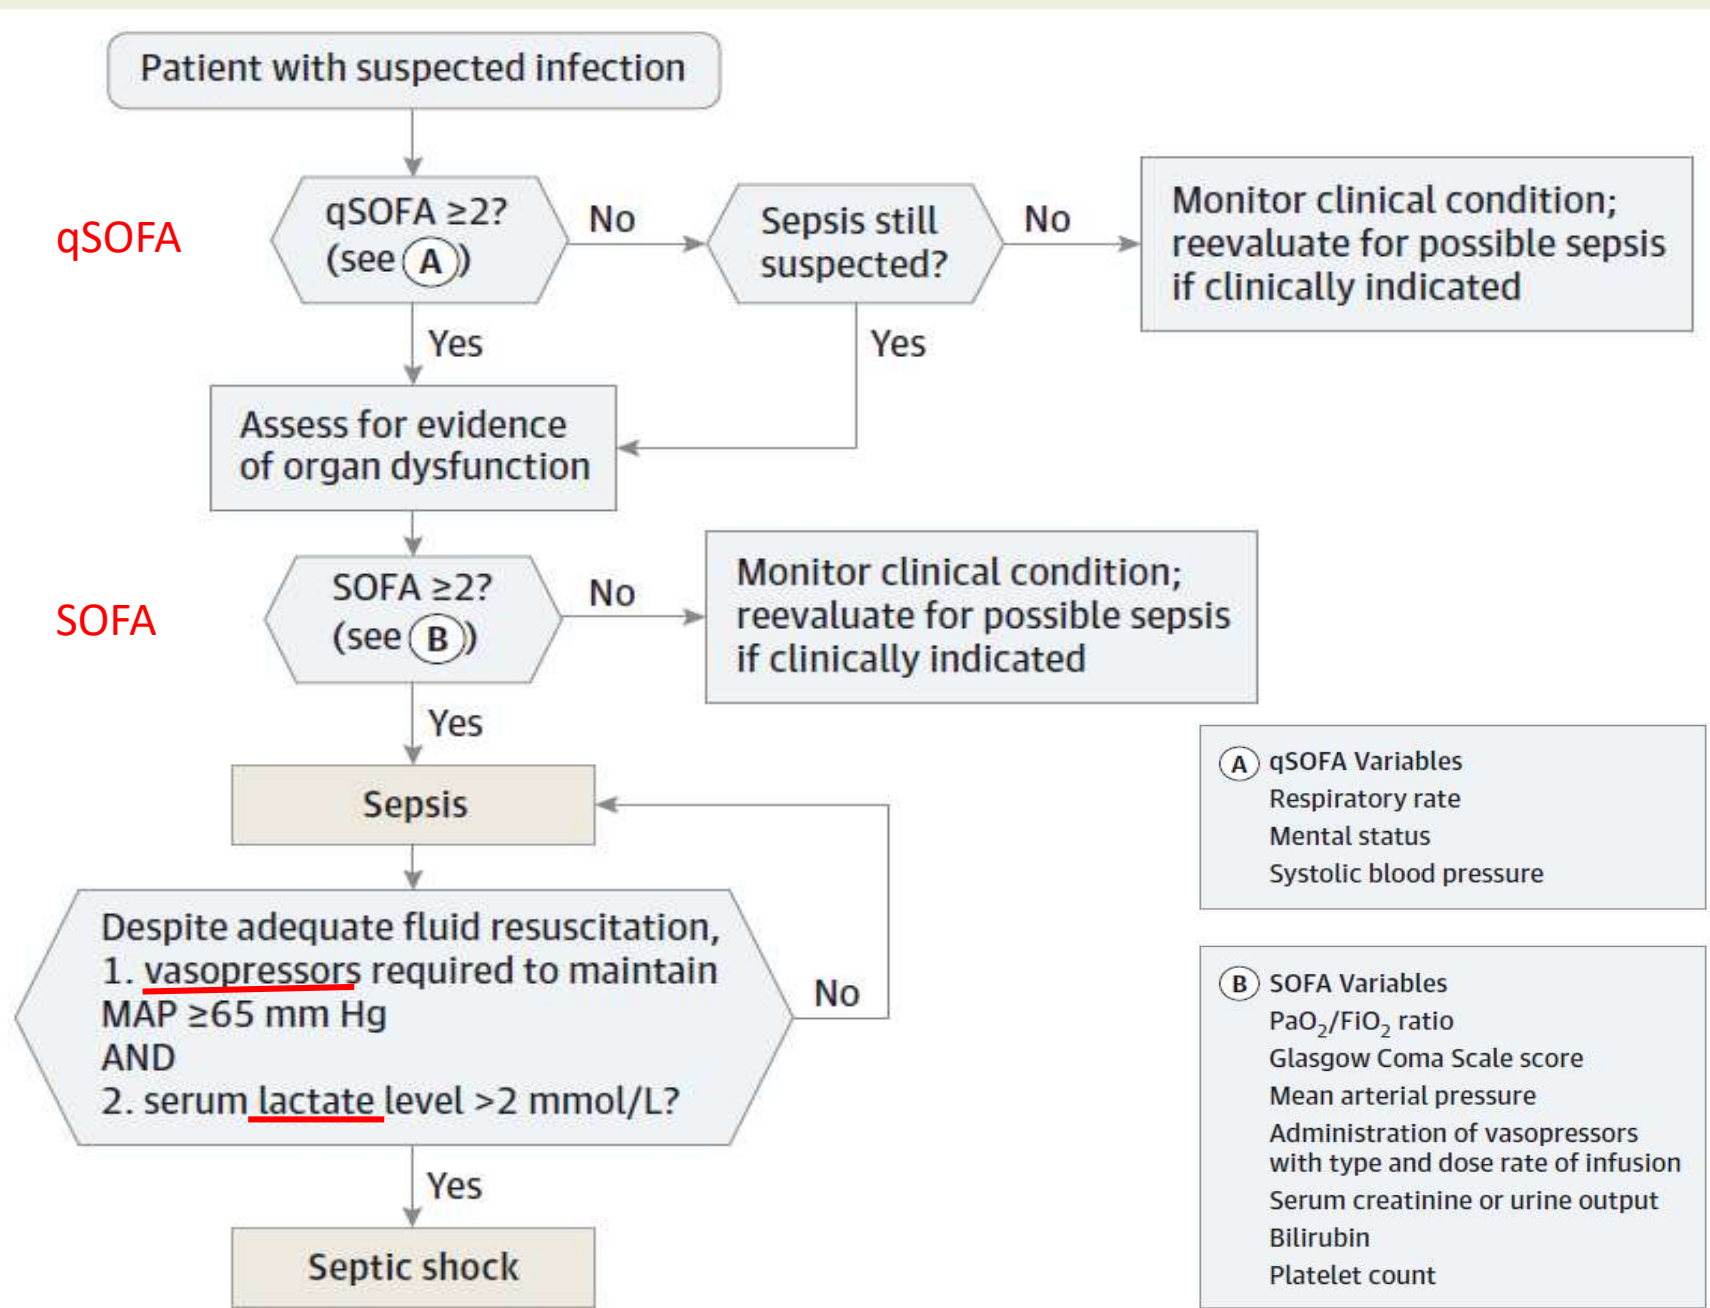 Patient with suspected infection
qSOFA
qSOFA ≥2?
(see A)
No
Sepsis still
suspected?
No
Monitor clinical condition;
reevaluate for possible sepsis
if clinically indicated
Yes
Yes
Assess for evidence
of organ dysfunction
SOFA
SOFA ≥2?
(see B)
No
Monitor clinical condition;
reevaluate for possible sepsis
if clinically indicated
Yes
Sepsis
Despite adequate fluid resuscitation,
1. vasopressors required to maintain
MAP ≥65 mm Hg
AND
2. serum lactate level >2 mmol/L?
No
Yes
Septic shock
A qSOFA Variables
Respiratory rate
Mental status
Systolic blood pressure
B SOFA Variables
PaO₂/FiO₂ ratio
Glasgow Coma Scale score
Mean arterial pressure
Administration of vasopressors
with type and dose rate of infusion
Serum creatinine or urine output
Bilirubin
Platelet count